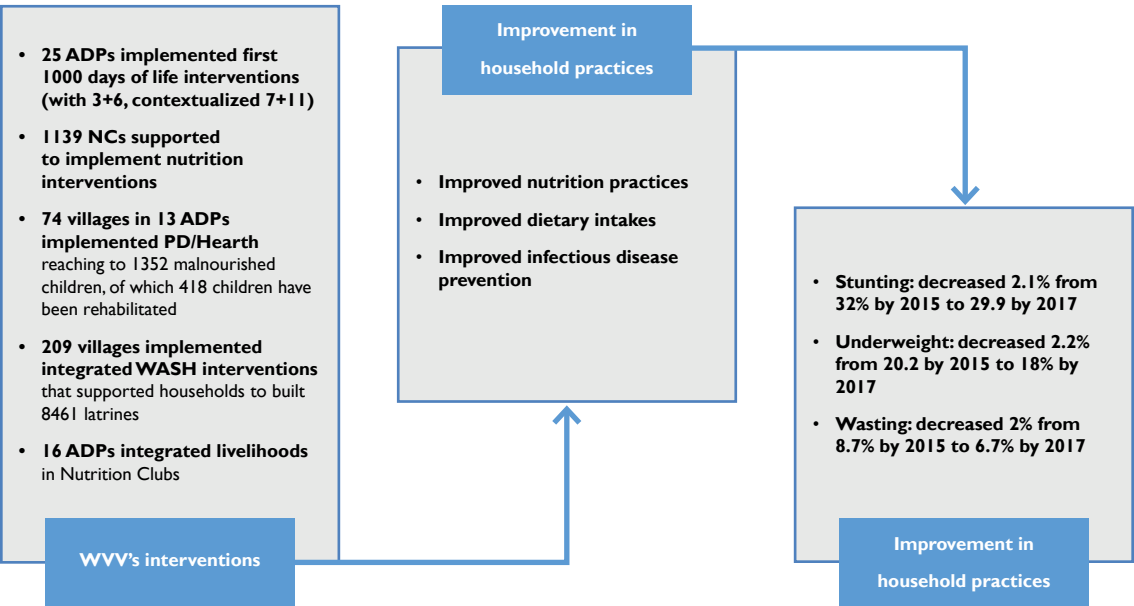 • 25 ADPs implemented first
1000 days of life interventions
(with 3+6, contextualized 7+11)
• 1139 NCs supported
to implement nutrition
interventions
• 74 villages in 13 ADPs
implemented PD/Hearth
reaching to 1352 malnourished
children, of which 418 children have
been rehabilitated
• 209 villages implemented
integrated WASH interventions
that supported households to built
8461 latrines
• 16 ADPs integrated livelihoods
in Nutrition Clubs
WVV's interventions
Improvement in
household practices
• Improved nutrition practices
• Improved dietary intakes
• Improved infectious disease
prevention
• Stunting: decreased 2.1% from
32% by 2015 to 29.9 by 2017
• Underweight: decreased 2.2%
from 20.2 by 2015 to 18% by
2017
• Wasting: decreased 2% from
8.7% by 2015 to 6.7% by 2017
Improvement in
household practices